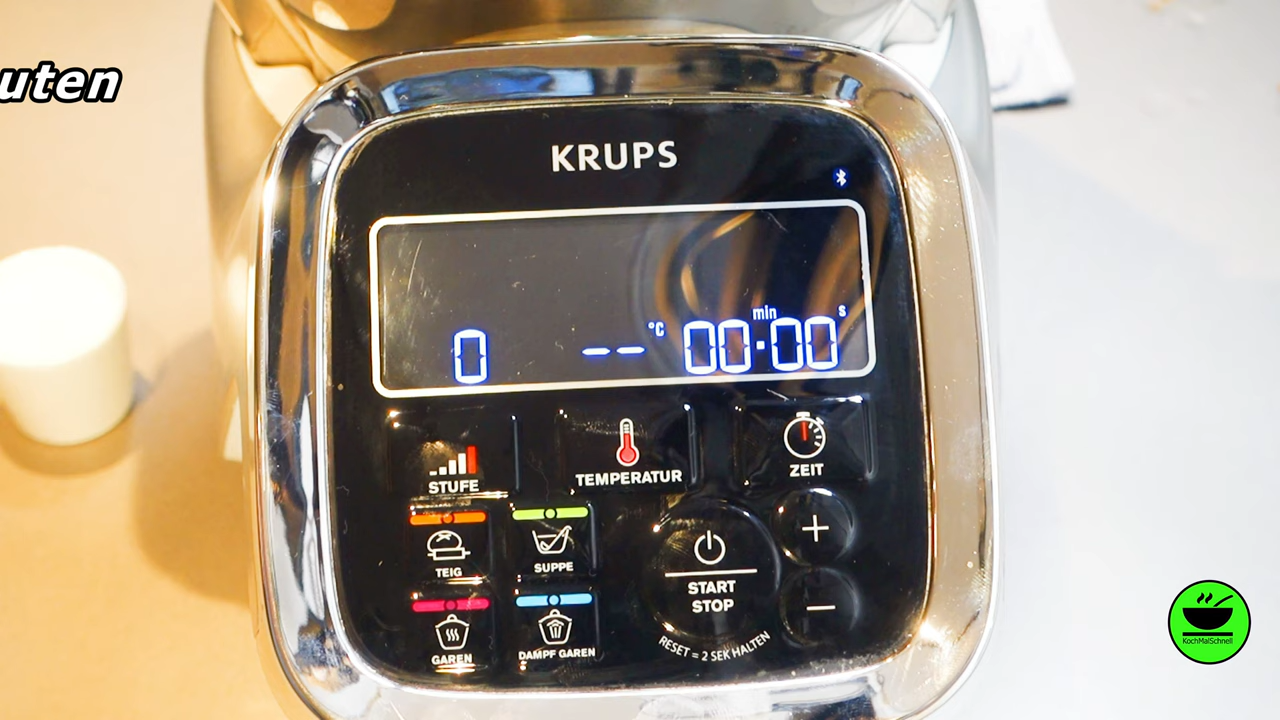 uten
KRUPS
0 -- °C 00 min 00 s
STUFE
TEMPERATUR
ZEIT
TEIG
SUPPE
START
STOP
GAREN
DAMPF GAREN
RESET = 2 SEK HALTEN
KochMalSchnell